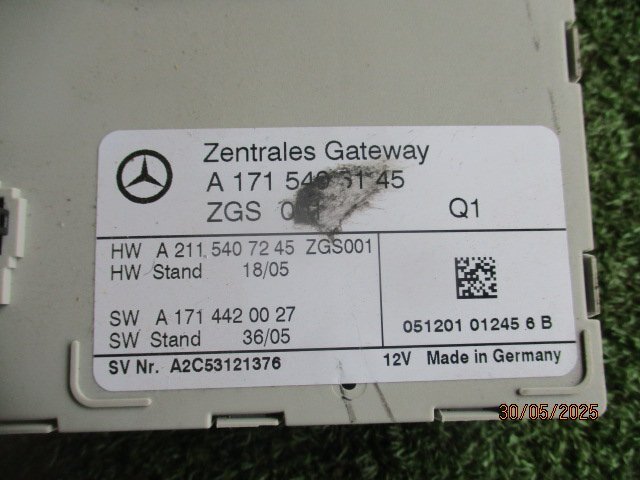 Zentrales Gateway
A 171 45
ZGS Q1
HW A 211 540 72 45 ZGS001
HW Stand 18/05
SW A 171 442 00 27
SW Stand 36/05
051201 01245 6 B
SV Nr. A2C53121376
12V Made in Germany
30/05/2025